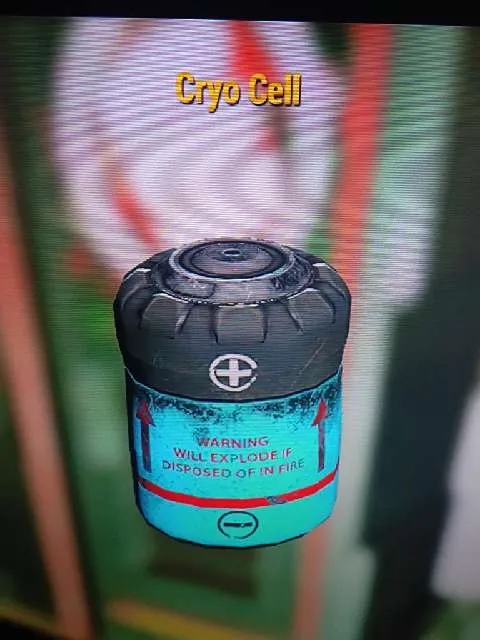 Cryo Cell
WARNING
WILL EXPLODE IF
DISPOSED OF IN FIRE